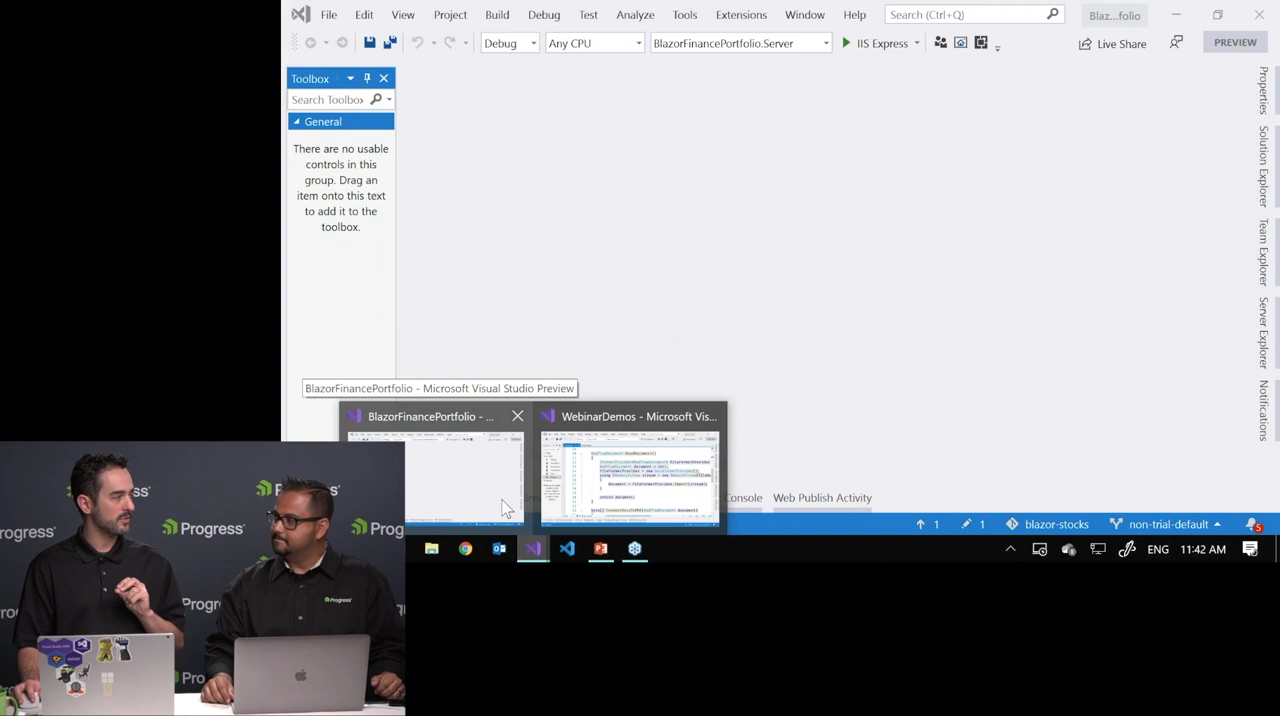 File Edit View Project Build Debug Test Analyze Tools Extensions Window Help Search (Ctrl+Q) Blaz...folio
Debug Any CPU BlazorFinancePortfolio.Server IIS Express Live Share PREVIEW
Toolbox
Search Toolbox
General
There are no usable
controls in this
group. Drag an
item onto this text
to add it to the
toolbox.
Properties
Solution Explorer
Team Explorer
Server Explorer
Notifications
BlazorFinancePortfolio - Microsoft Visual Studio Preview
BlazorFinancePortfolio - ...
WebinarDemos - Microsoft Vis...
Console Web Publish Activity
1 1 blazor-stocks non-trial-default 5
ENG 11:42 AM
Progress
Progress